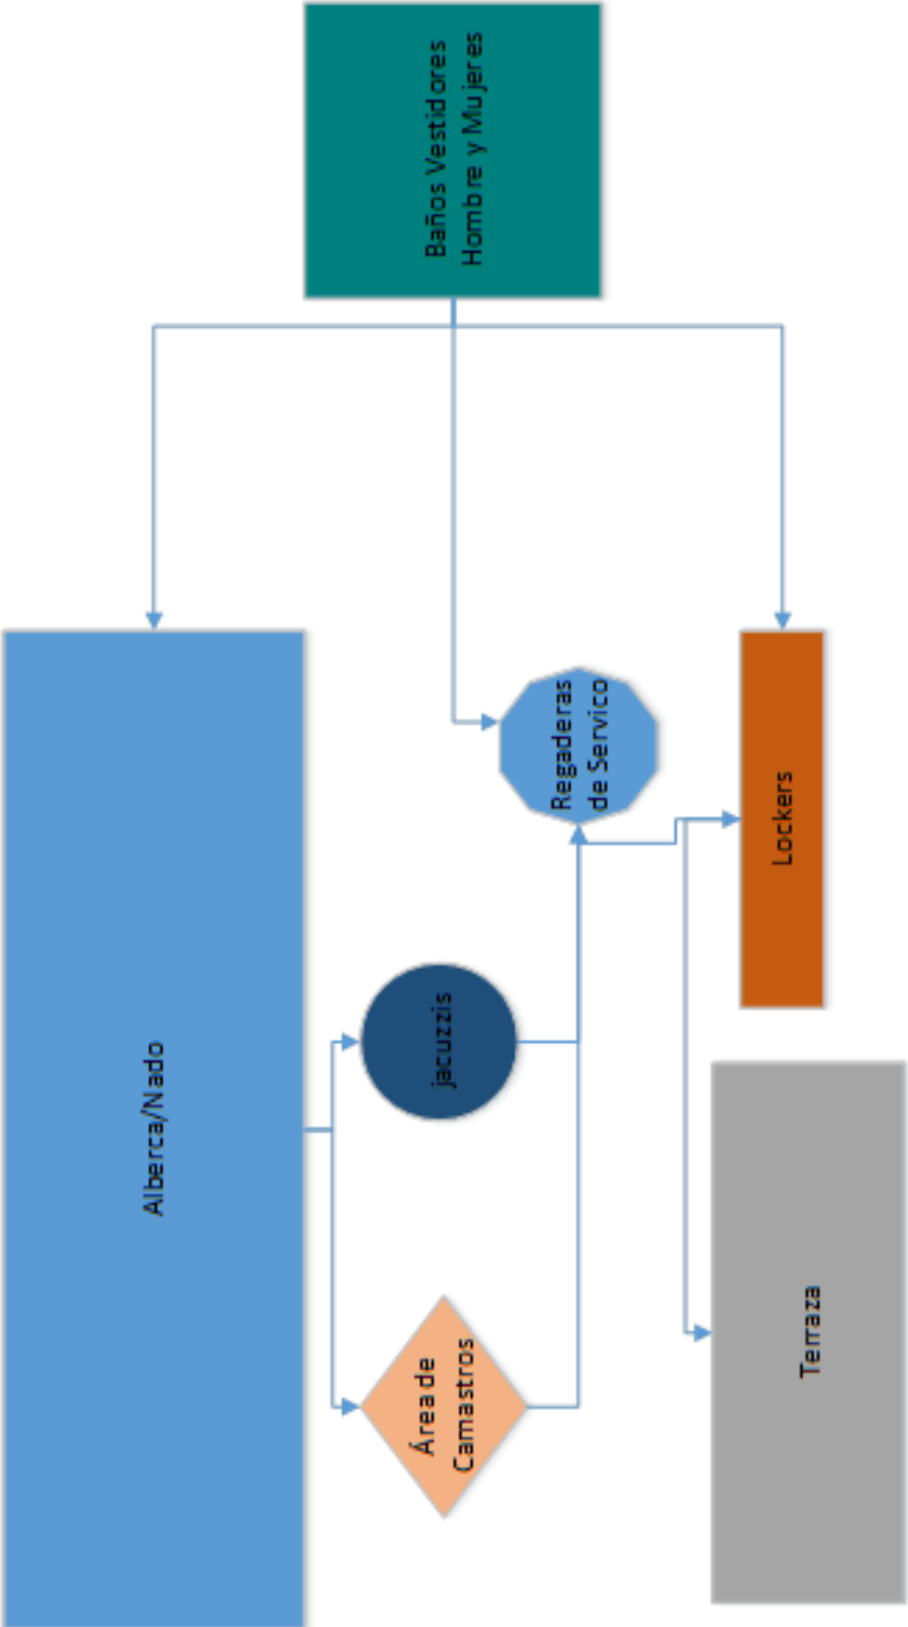 Baños Vestidores
Hombre y Mujeres
Alberca/Nado
jacuzzis
Área de
Camastros
Regaderas
de Servico
Lockers
Terraza